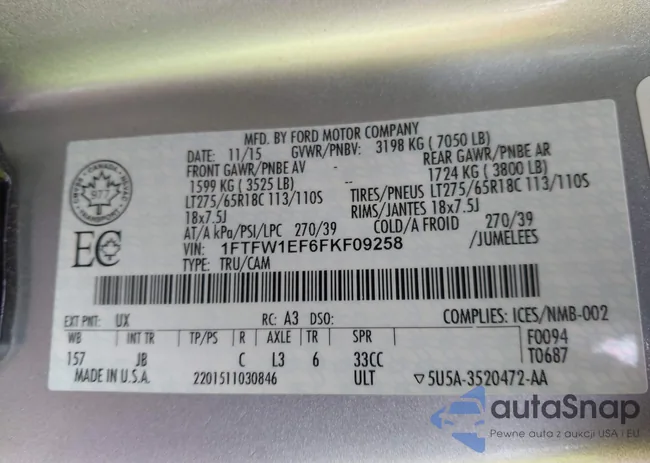 MFD. BY FORD MOTOR COMPANY
DATE: 11/15 GVWR/PNBV: 3198 KG ( 7050 LB)
FRONT GAWR/PNBE AV REAR GAWR/PNBE AR
1599 KG ( 3525 LB) 1724 KG ( 3800 LB)
LT275/65R18C 113/110S TIRES/PNEUS LT275/65R18C 113/110S
18x7.5J RIMS/JANTES 18x7.5J
AT/A kPa/PSI/LPC 270/39 COLD/A FROID 270/39
VIN: 1FTFW1EF6FKF09258 /JUMELEES
TYPE: TRU/CAM
EC
977
EXT PNT: UX RC: A3 DSO: COMPLIES: ICES/NMB-002
WB INT TR TP/PS R AXLE TR SPR F0094
157 JB C L3 6 33CC T0687
MADE IN U.S.A. 2201511030846 ULT ▽5U5A-3520472-AA
autaSnap
Pewne auta z aukcji USA i EU